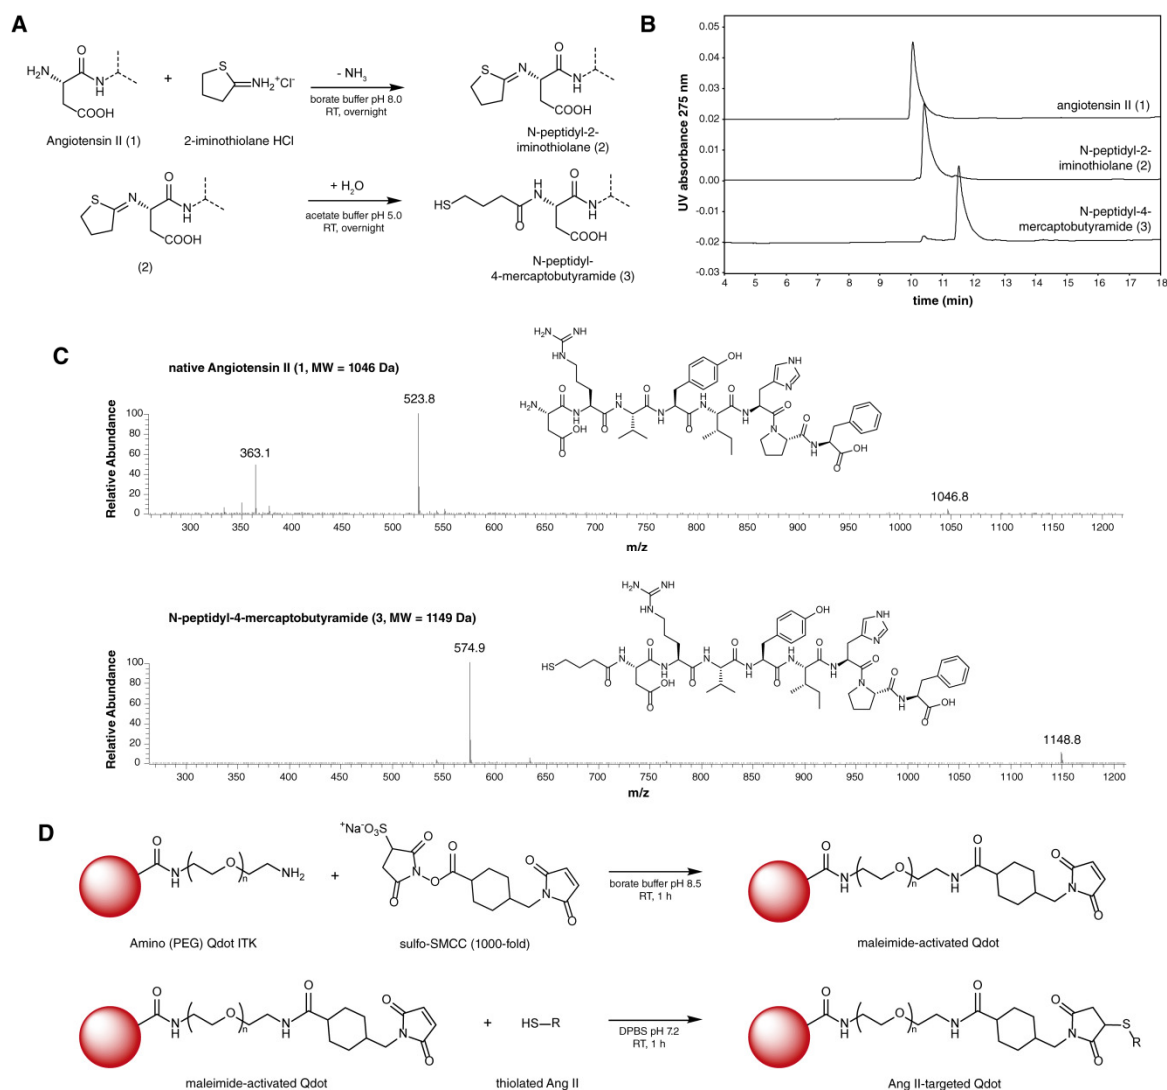 A
H₂N
O
NH
COOH
Angiotensin II (1)
+
S
NH₂⁺Cl⁻
2-iminothiolane HCl
- NH₃
borate buffer pH 8.0
RT, overnight
S
N
O
NH
COOH
N-peptidyl-2-
iminothiolane (2)
S
N
O
NH
COOH
(2)
+ H₂O
acetate buffer pH 5.0
RT, overnight
HS
O
H
N
O
NH
COOH
N-peptidyl-
4-mercaptobutyramide (3)
B
UV absorbance 275 nm
0.05
0.04
0.03
0.02
0.00
-0.01
-0.02
-0.03
angiotensin II (1)
N-peptidyl-2-
iminothiolane (2)
N-peptidyl-4-
mercaptobutyramide (3)
4 5 6 7 8 9 10 11 12 13 14 15 16 17 18
time (min)
C
native Angiotensin II (1, MW = 1046 Da)
Relative Abundance
100
80
60
40
20
0
363.1
523.8
1046.8
300 350 400 450 500 550 600 650 700 750 800 850 900 950 1000 1050 1100 1150 1200
m/z
N-peptidyl-4-mercaptobutyramide (3, MW = 1149 Da)
Relative Abundance
100
80
60
40
20
0
574.9
1148.8
300 350 400 450 500 550 600 650 700 750 800 850 900 950 1000 1050 1100 1150 1200
m/z
D
O
NH
O
n
NH₂
Amino (PEG) Qdot ITK
+
⁺Na⁻O₃S
O
N
O
O
O
N
O
O
sulfo-SMCC (1000-fold)
borate buffer pH 8.5
RT, 1 h
O
N
H
O
n
N
H
O
N
O
O
maleimide-activated Qdot
O
N
H
O
n
N
H
O
N
O
O
maleimide-activated Qdot
+
HS–R
thiolated Ang II
DPBS pH 7.2
RT, 1 h
O
N
H
O
n
N
H
O
N
O
O
S
R
Ang II-targeted Qdot